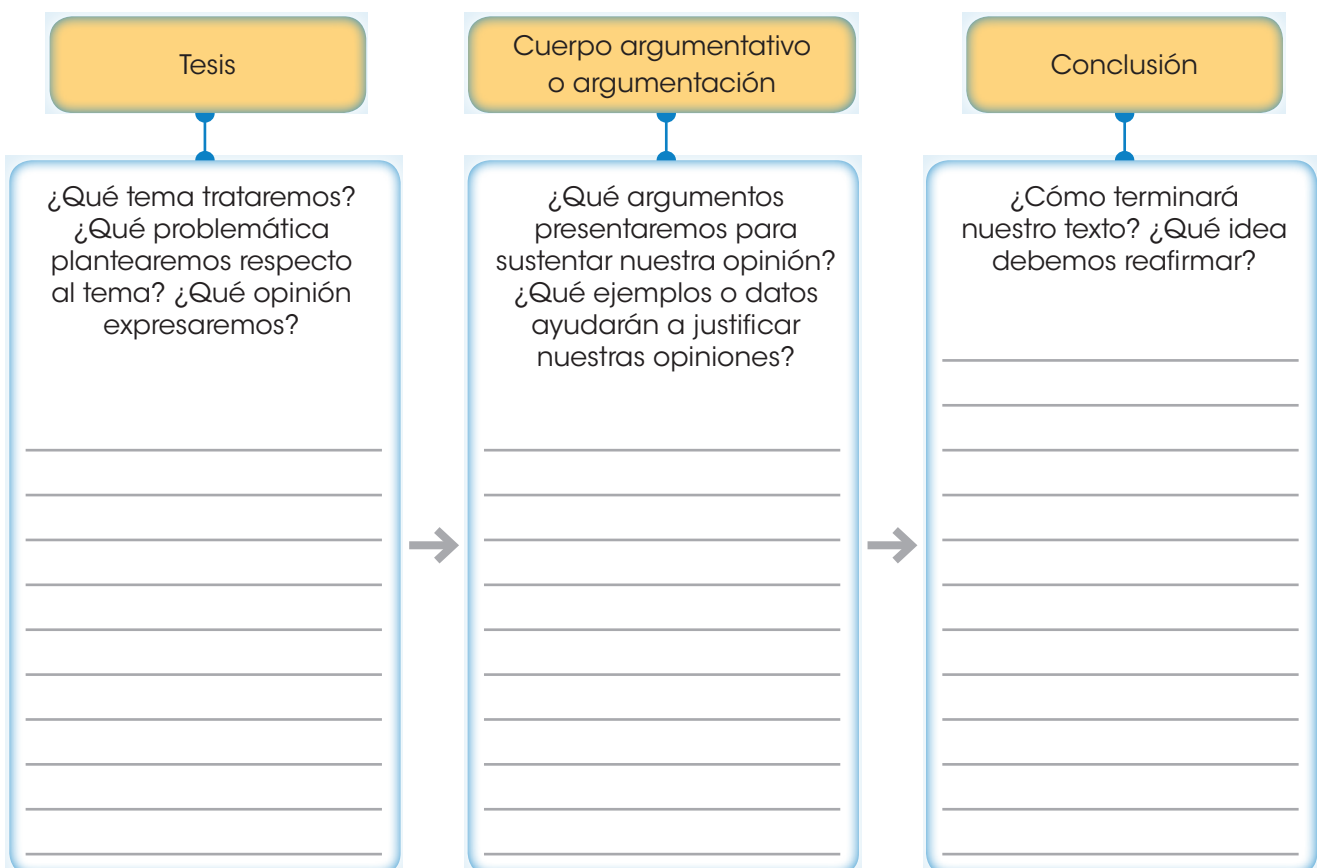 Tesis
¿Qué tema trataremos?
¿Qué problemática
plantearemos respecto
al tema? ¿Qué opinión
expresaremos?
Cuerpo argumentativo
o argumentación
¿Qué argumentos
presentaremos para
sustentar nuestra opinión?
¿Qué ejemplos o datos
ayudarán a justificar
nuestras opiniones?
Conclusión
¿Cómo terminará
nuestro texto? ¿Qué idea
debemos reafirmar?